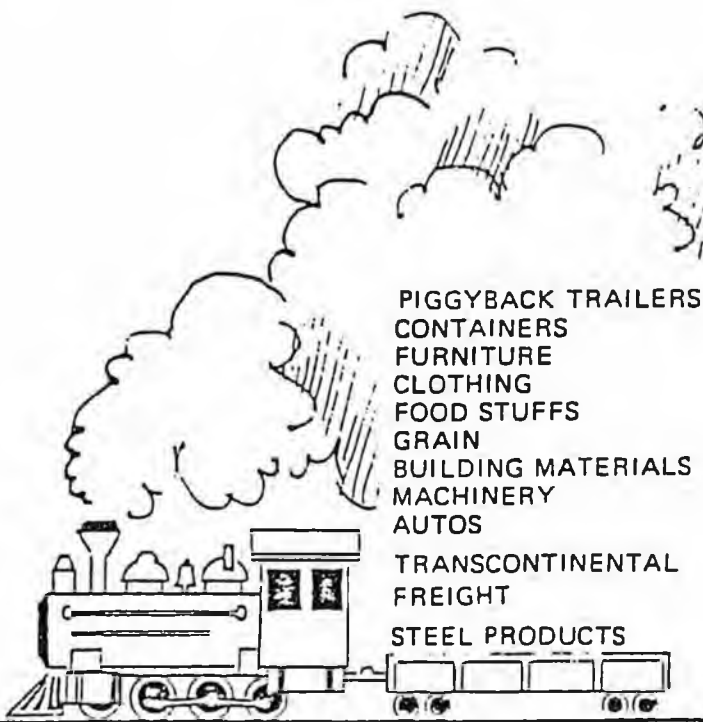 PIGGYBACK TRAILERS
CONTAINERS
FURNITURE
CLOTHING
FOOD STUFFS
GRAIN
BUILDING MATERIALS
MACHINERY
AUTOS
TRANSCONTINENTAL
FREIGHT
STEEL PRODUCTS